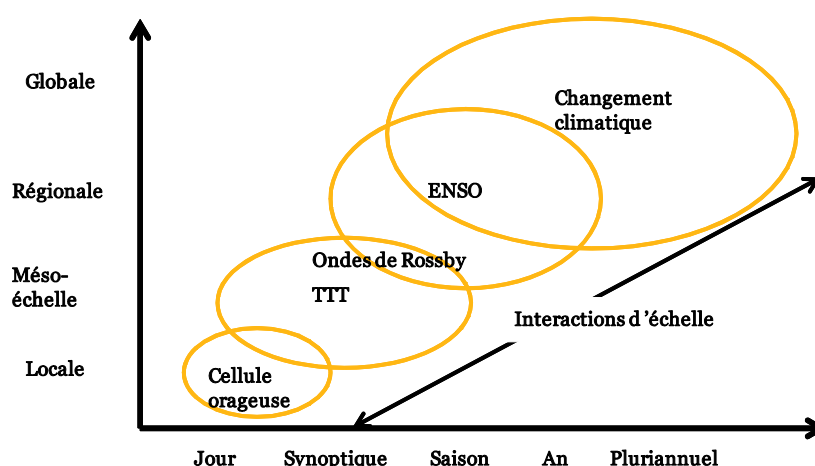 Globale
Changement
climatique
Régionale
ENSO
Ondes de Rossby
Méso-
échelle
TTT
Interactions d ’échelle
Locale
Cellule
orageuse
Jour Synoptique Saison An Pluriannuel